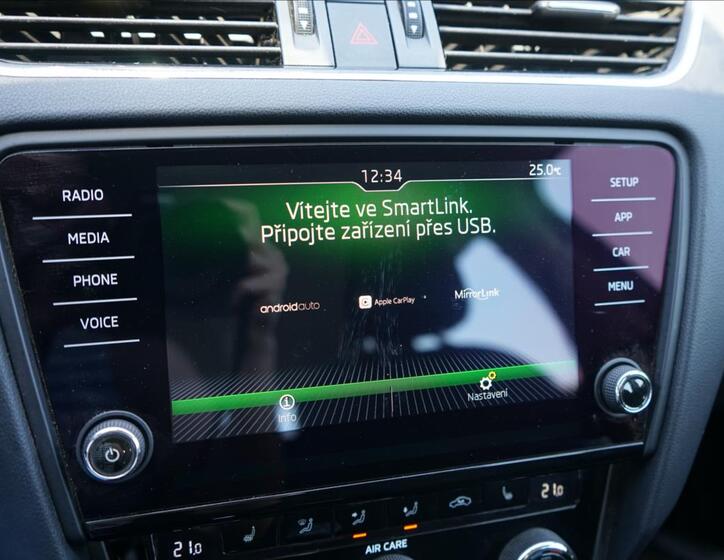 12:34
25.0°C
Vítejte ve SmartLink.
Připojte zařízení přes USB.
androidauto
Apple CarPlay
MirrorLink
Info
Nastavení
RADIO
MEDIA
PHONE
VOICE
SETUP
APP
CAR
MENU
21.0
21.0
AIR CARE